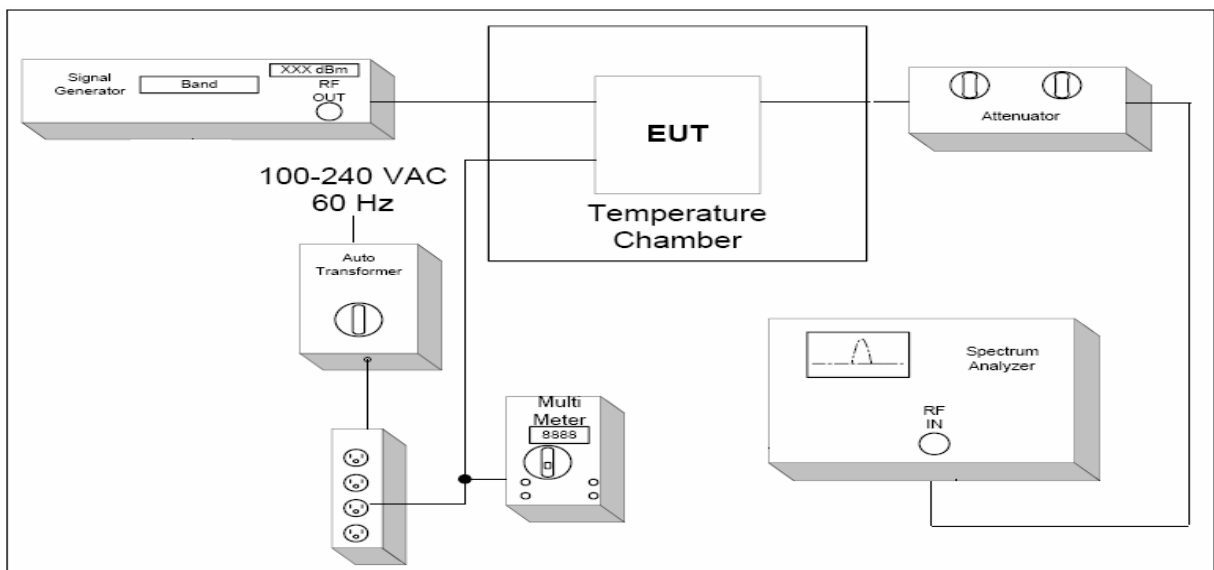 Signal
Generator
Band
XXX dBm
RF
OUT
EUT
Temperature
Chamber
Attenuator
100-240 VAC
60 Hz
Auto
Transformer
Multi
Meter
8888
Spectrum
Analyzer
RF
IN